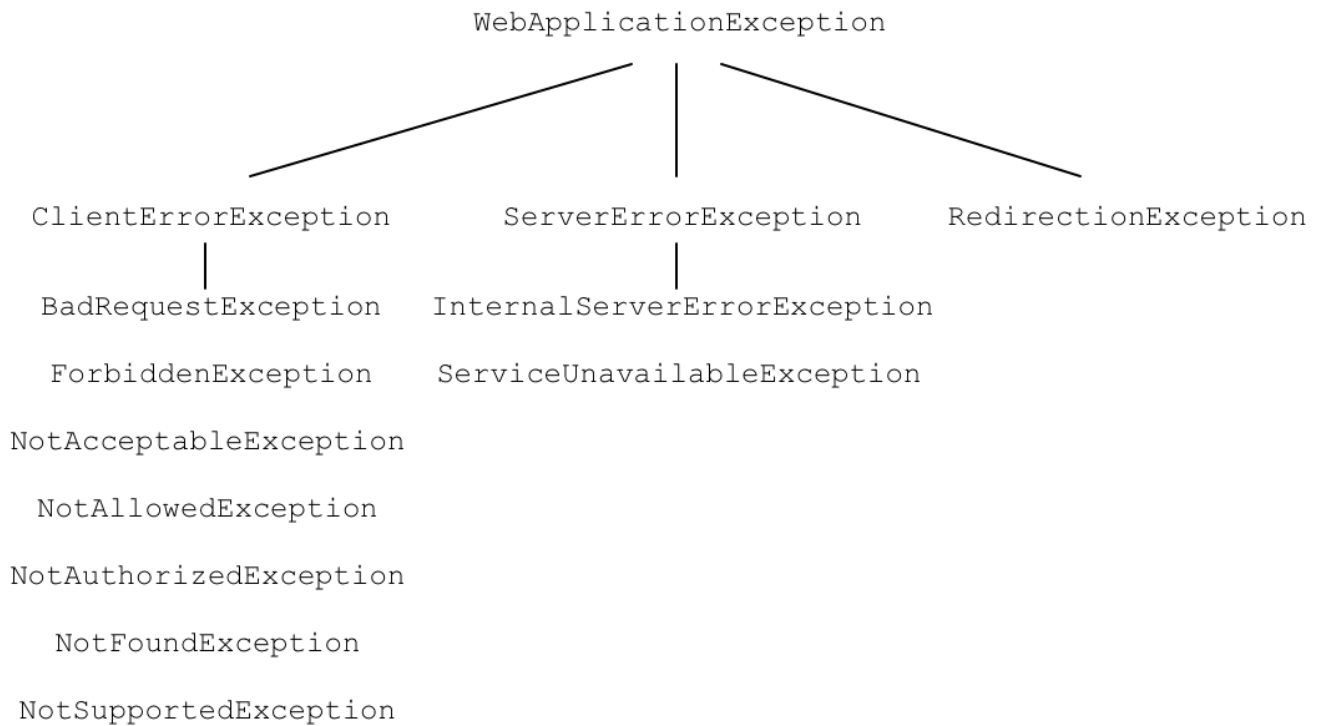 WebApplicationException
ClientErrorException ServerErrorException RedirectionException
BadRequestException InternalServerErrorException
ForbiddenException ServiceUnavailableException
NotAcceptableException
NotAllowedException
NotAuthorizedException
NotFoundException
NotSupportedException